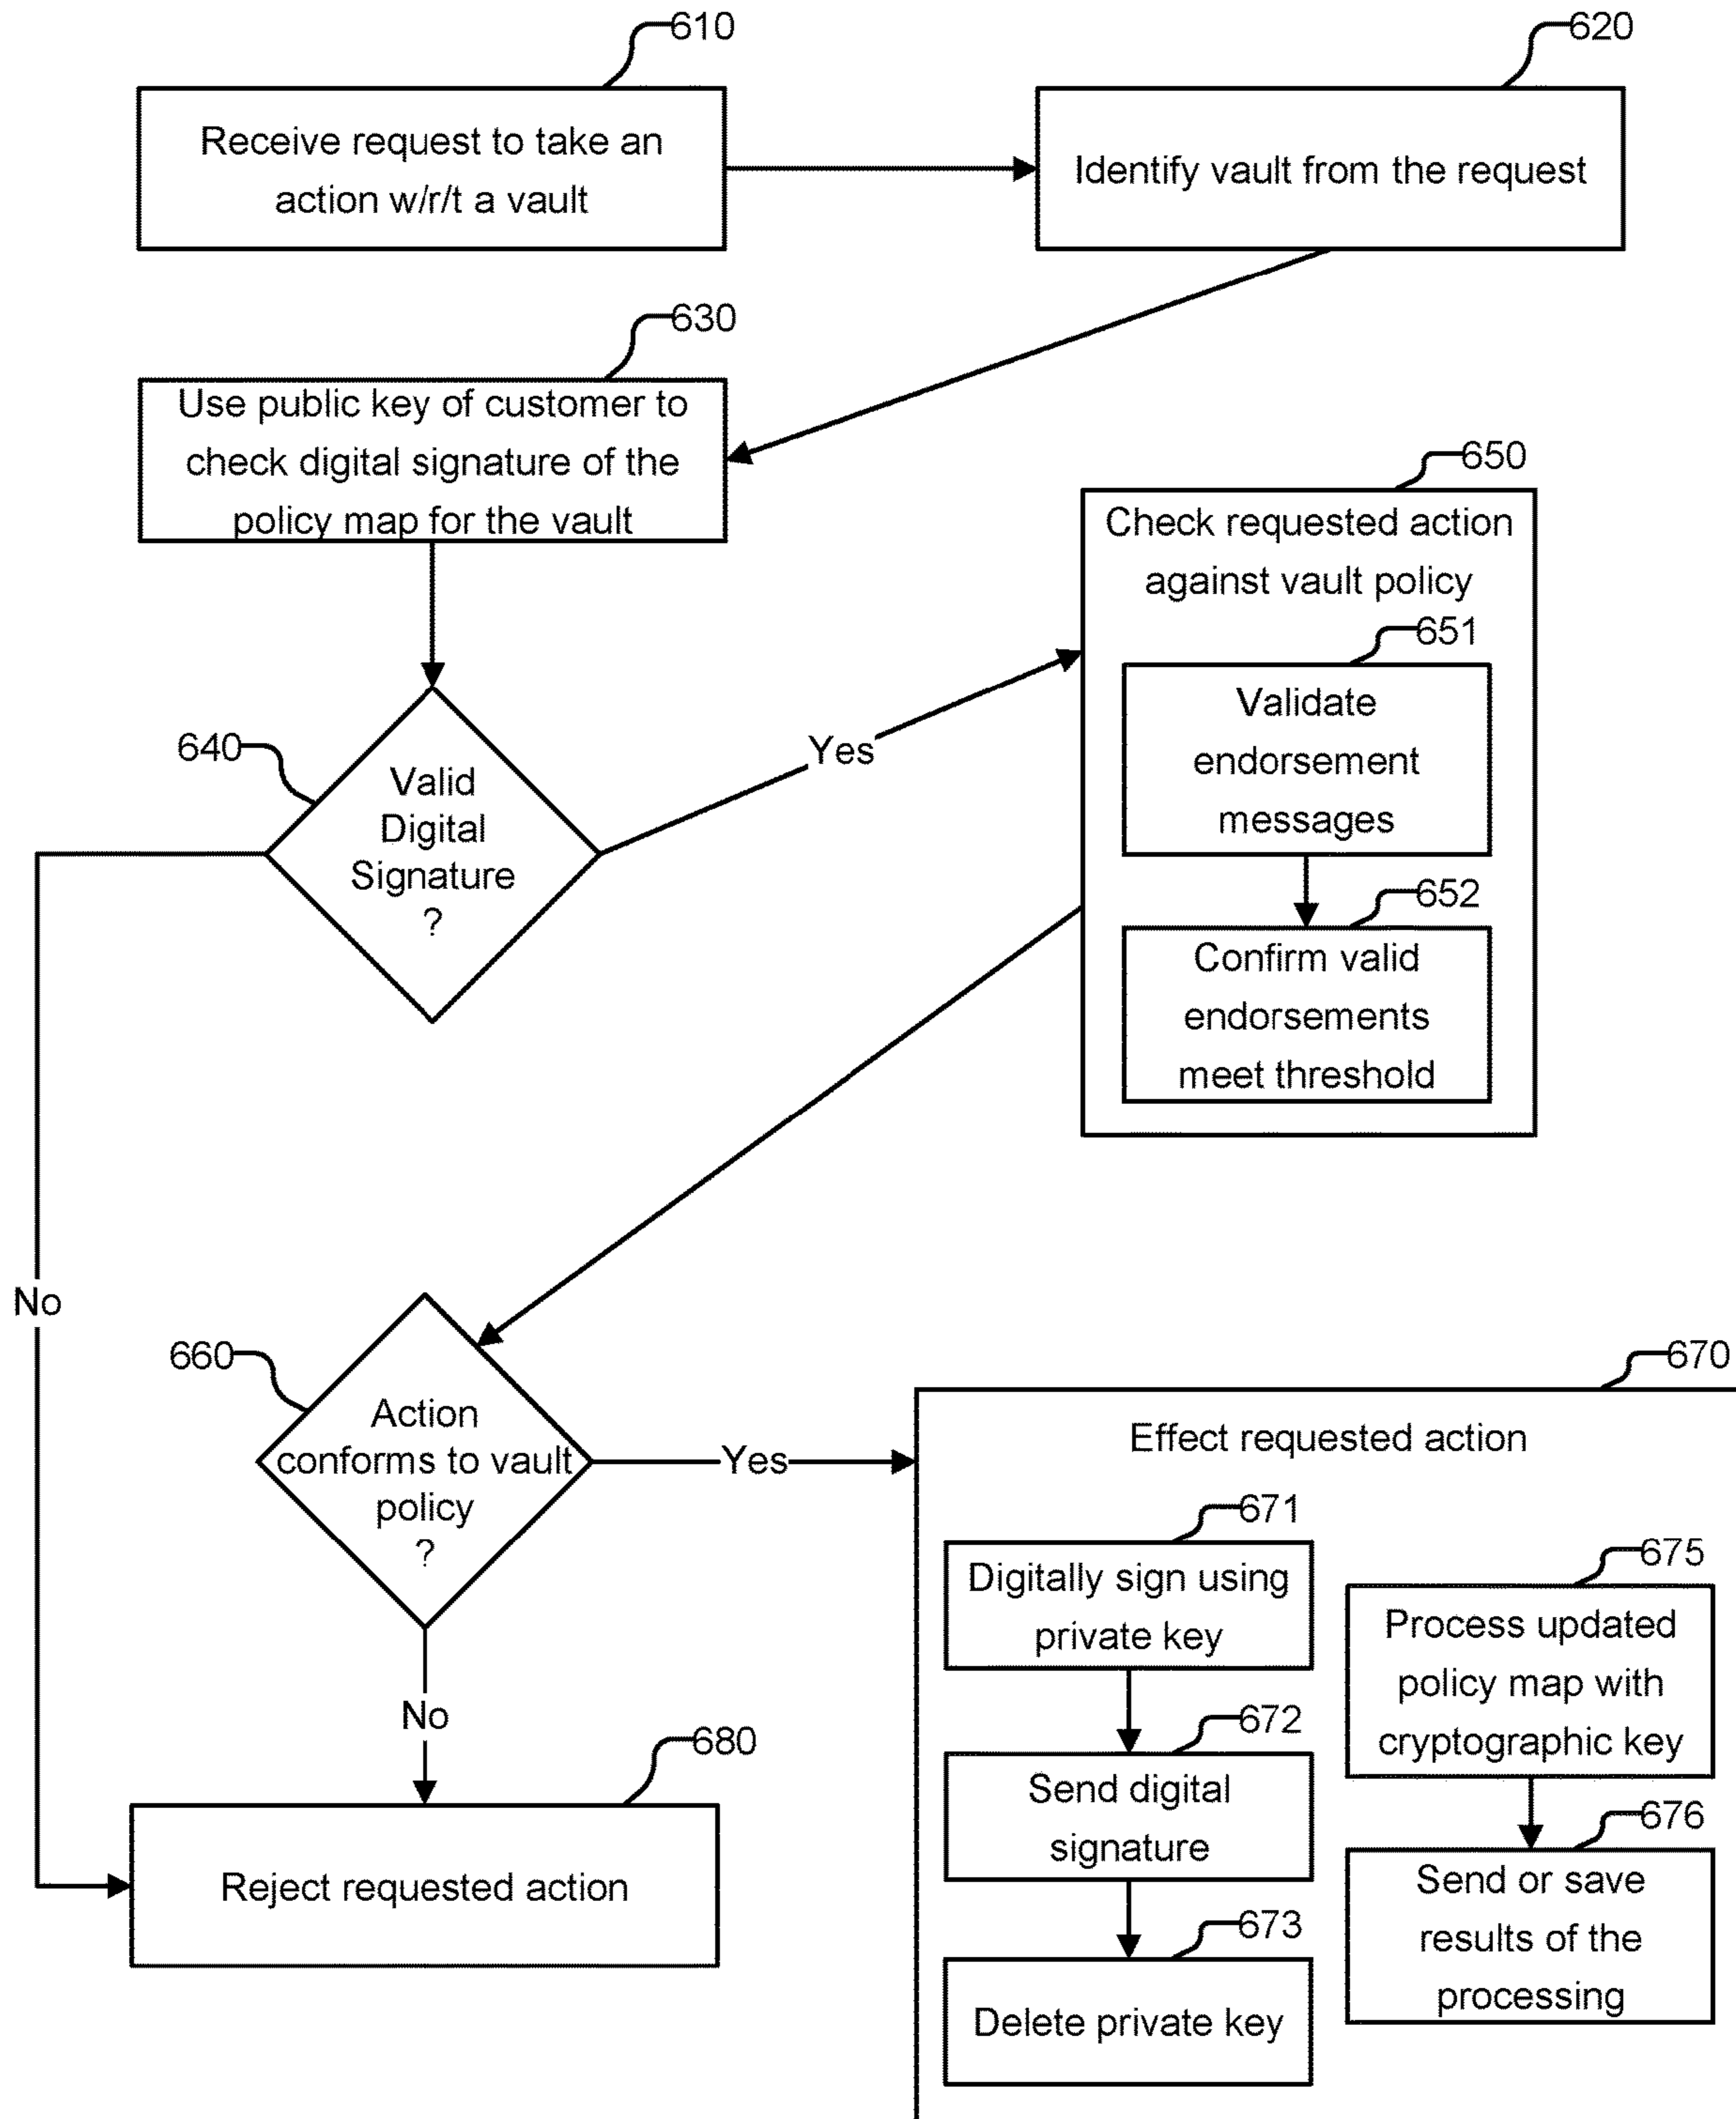 610
Receive request to take an
action w/r/t a vault
620
Identify vault from the request
630
Use public key of customer to
check digital signature of the
policy map for the vault
640
Valid
Digital
Signature
?
Yes
No
650
Check requested action
against vault policy
651
Validate
endorsement
messages
652
Confirm valid
endorsements
meet threshold
660
Action
conforms to vault
policy
?
Yes
No
670
Effect requested action
671
Digitally sign using
private key
672
Send digital
signature
673
Delete private key
675
Process updated
policy map with
cryptographic key
676
Send or save
results of the
processing
680
Reject requested action